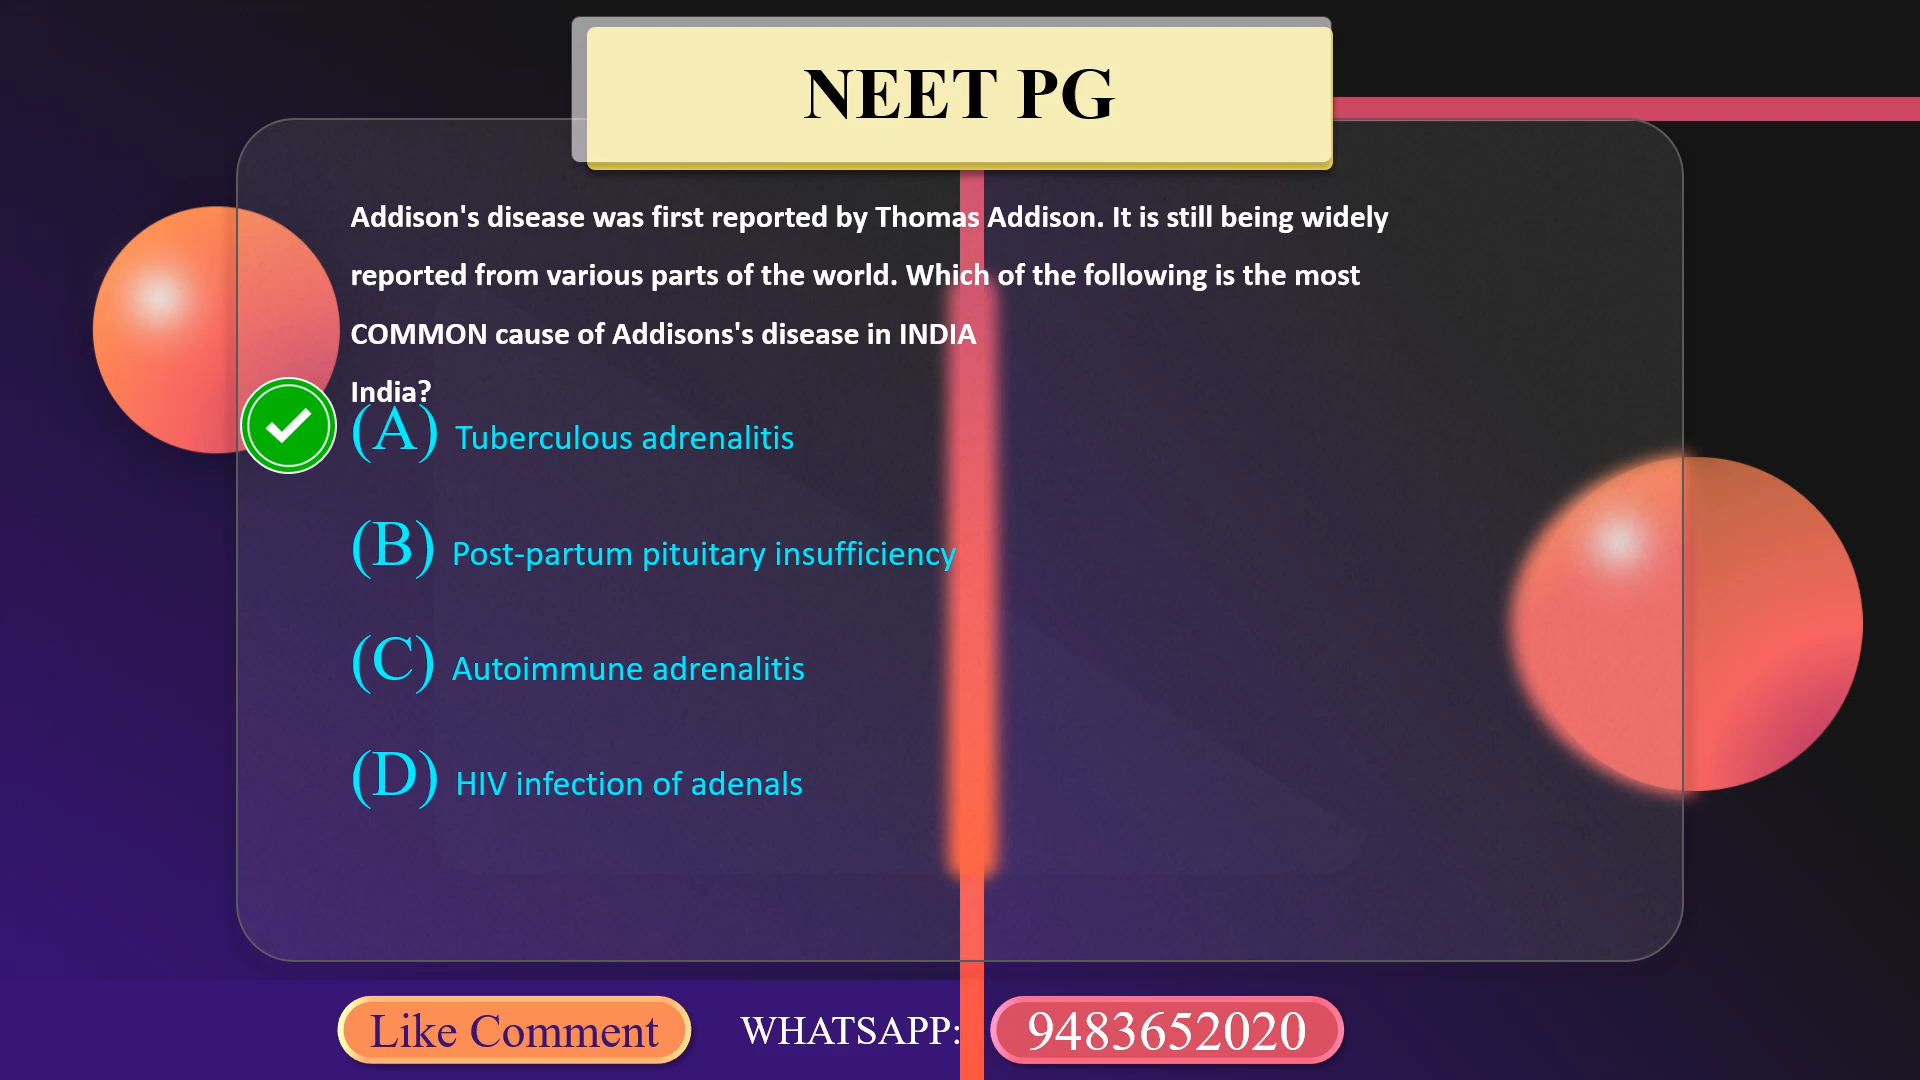 NEET PG
Addison's disease was first reported by Thomas Addison. It is still being widely
reported from various parts of the world. Which of the following is the most
COMMON cause of Addisons's disease in INDIA
India?
(A) Tuberculous adrenalitis
(B) Post-partum pituitary insufficiency
(C) Autoimmune adrenalitis
(D) HIV infection of adenals
Like Comment WHATSAPP: 9483652020